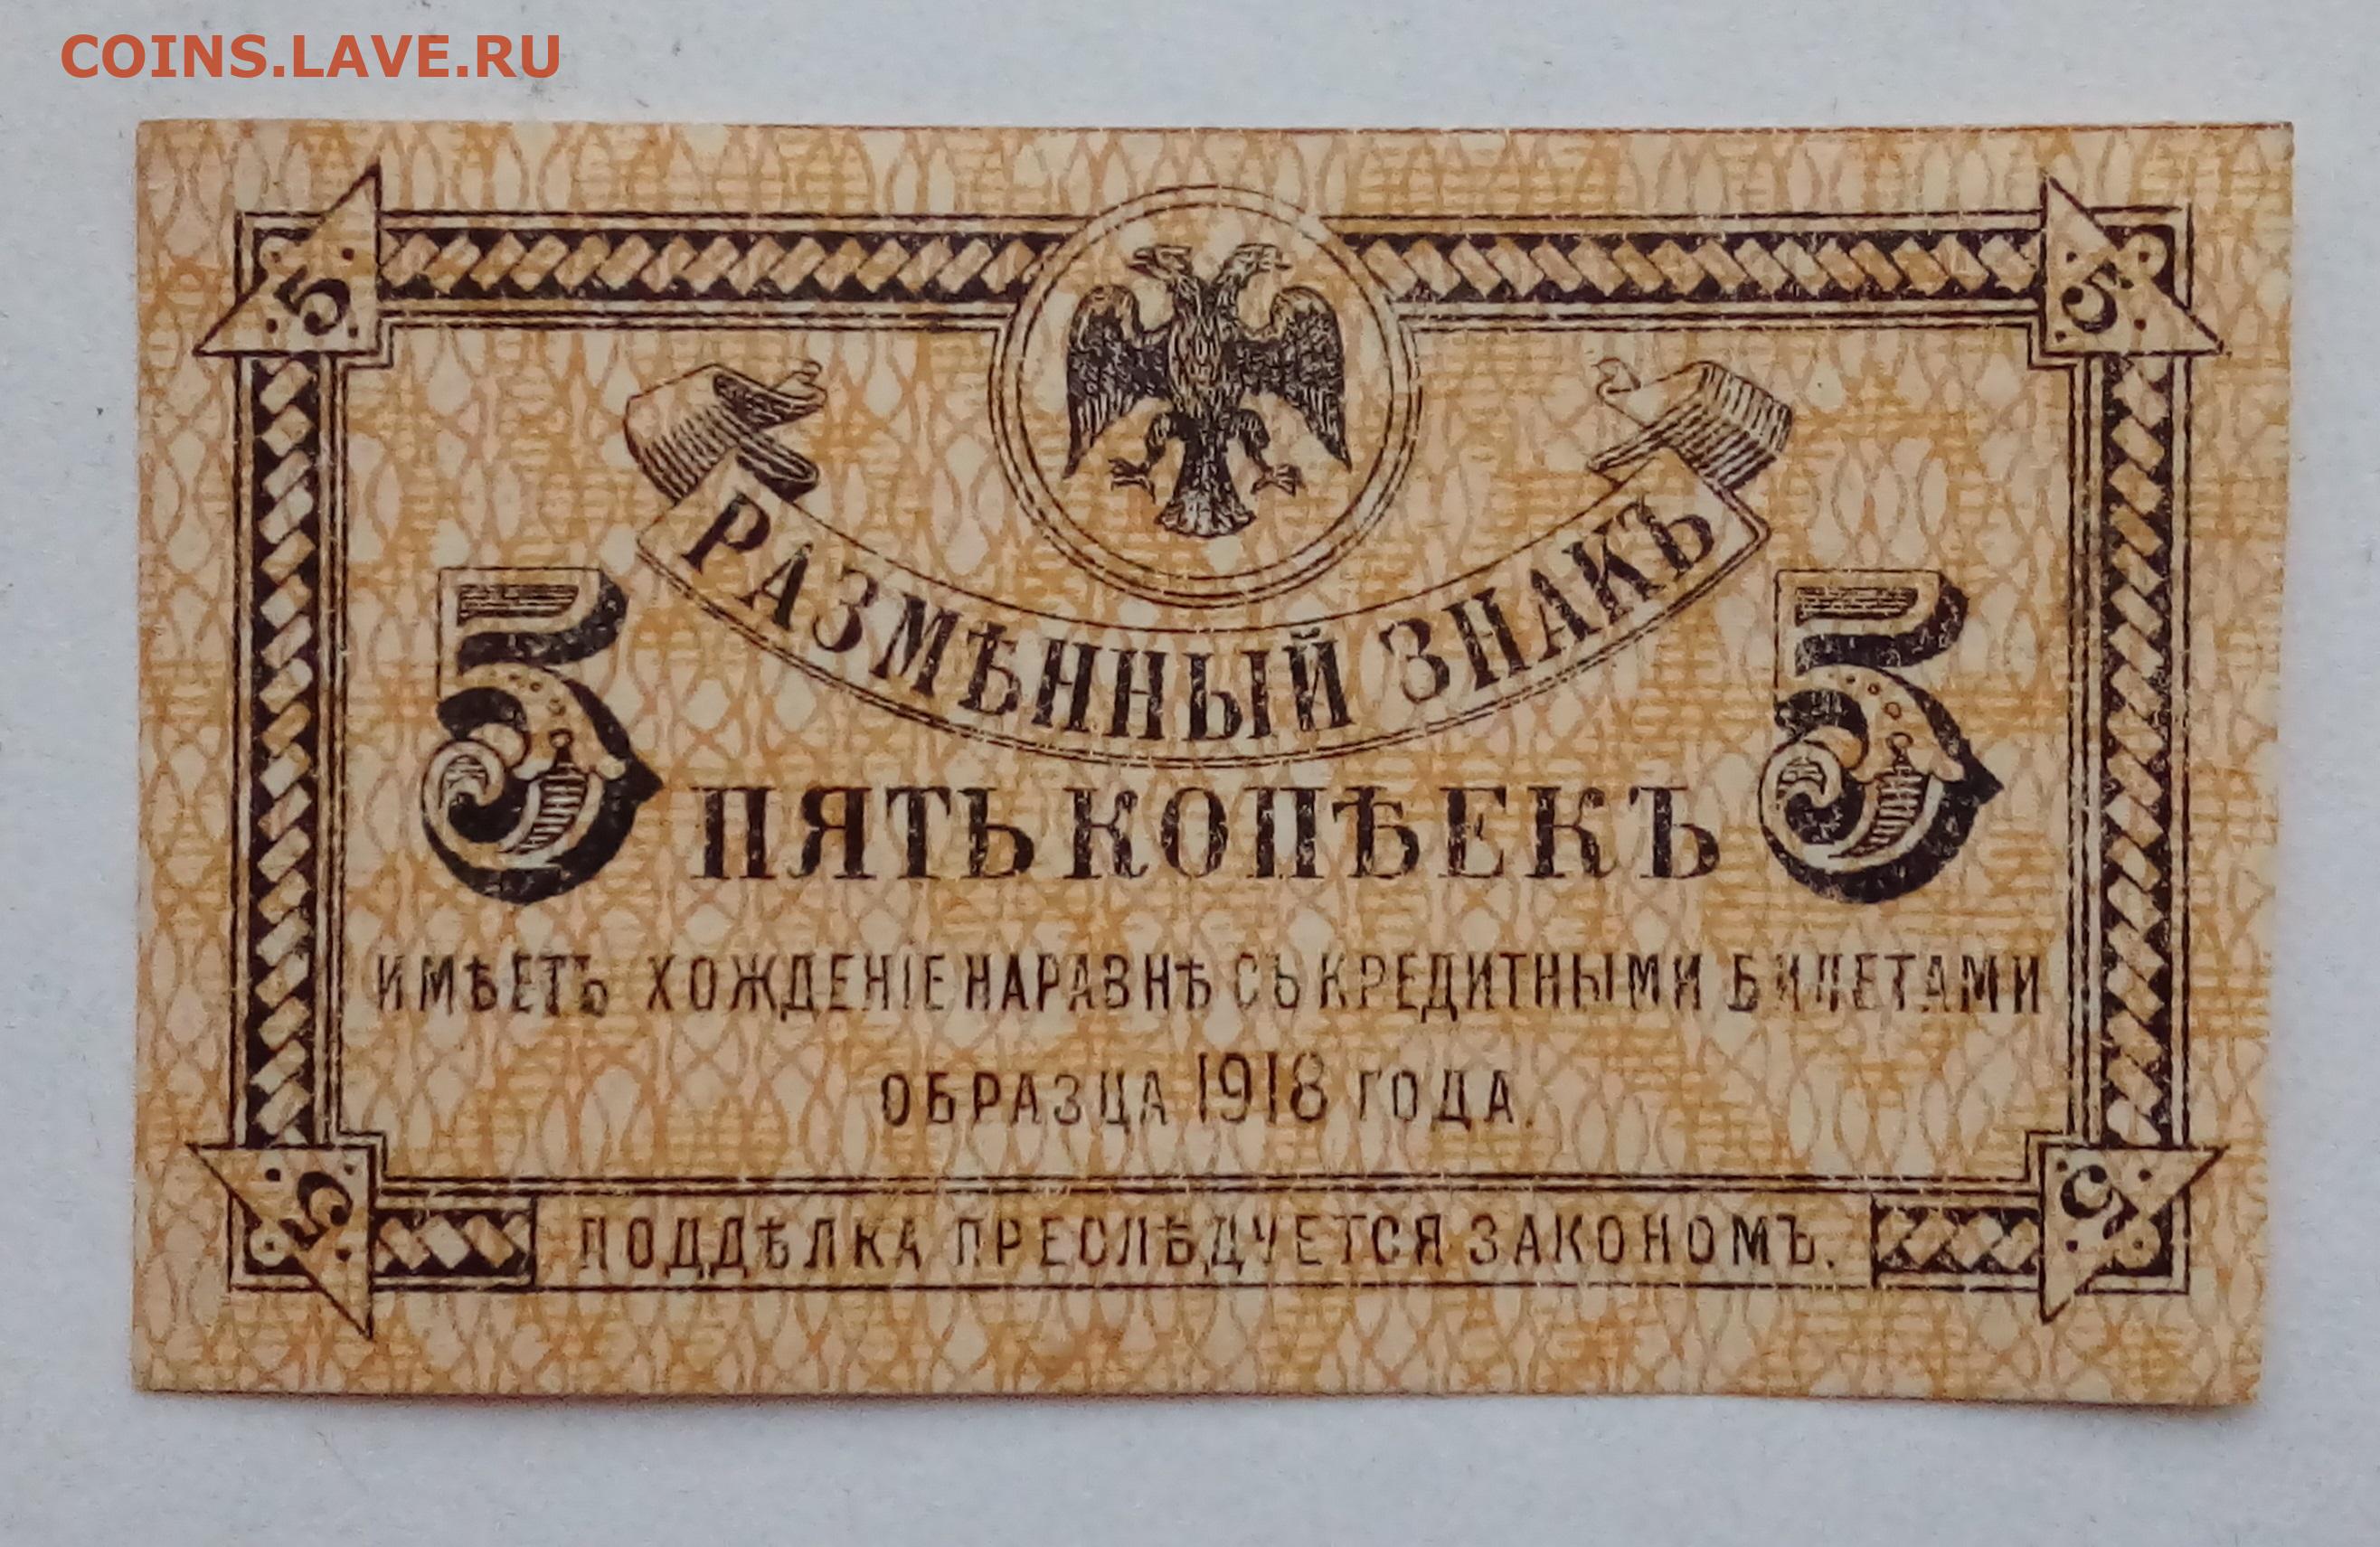 COINS.LAVE.RU
5 5
РАЗМѢННЫЙ ЗНАКЪ
5 ПЯТЬ КОПѢЕКЪ 5
ИМѢЕТЪ ХОЖДЕНІЕ НАРАВНѢ СЪ КРЕДИТНЫМИ БИЛЕТАМИ
ОБРАЗЦА 1918 ГОДА.
5 ПОДДѢЛКА ПРЕСЛѢДУЕТСЯ ЗАКОНОМЪ. 5